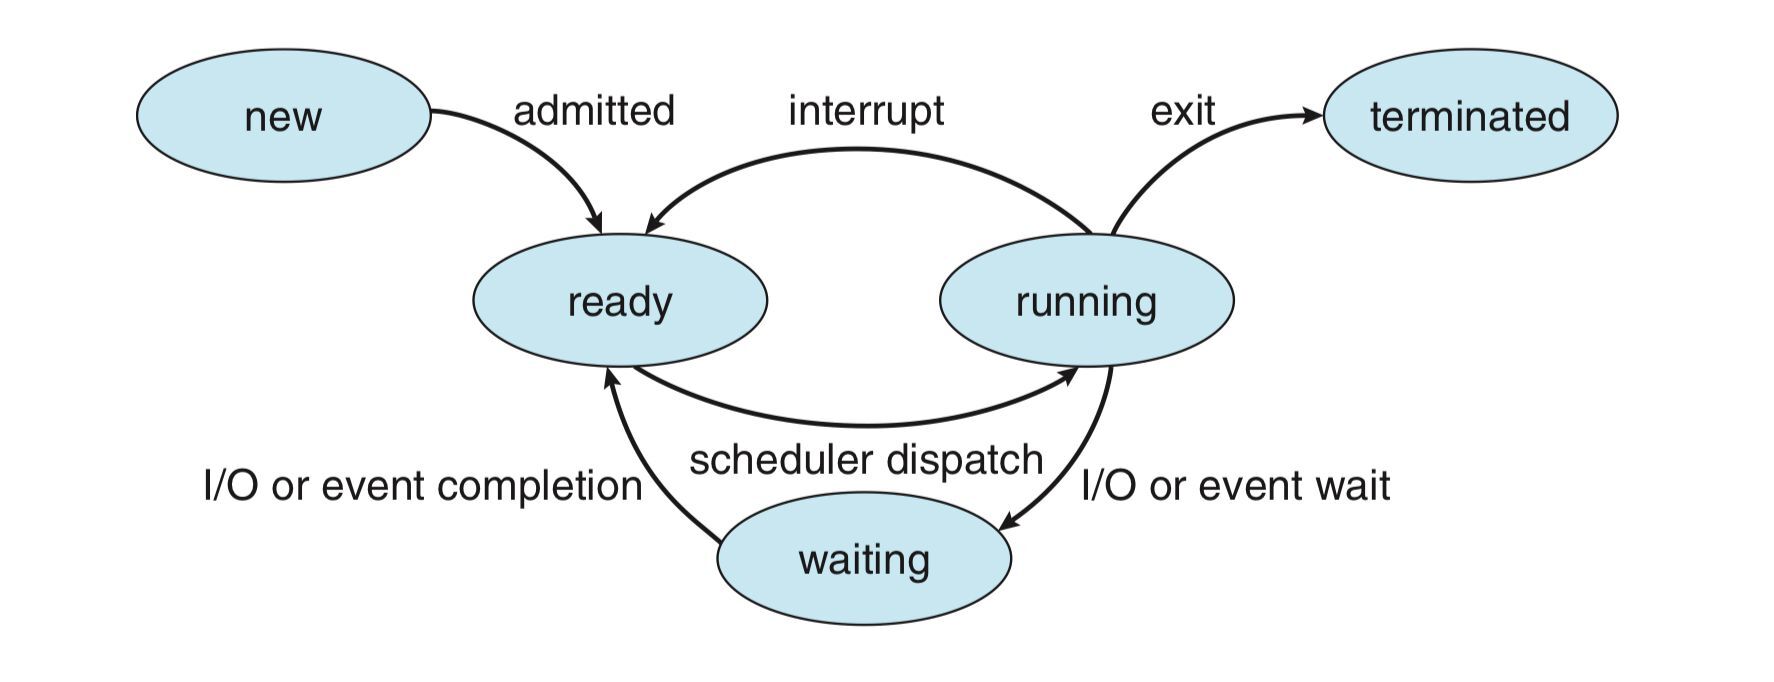 new
admitted
interrupt
exit
terminated
ready
running
scheduler dispatch
I/O or event completion
I/O or event wait
waiting